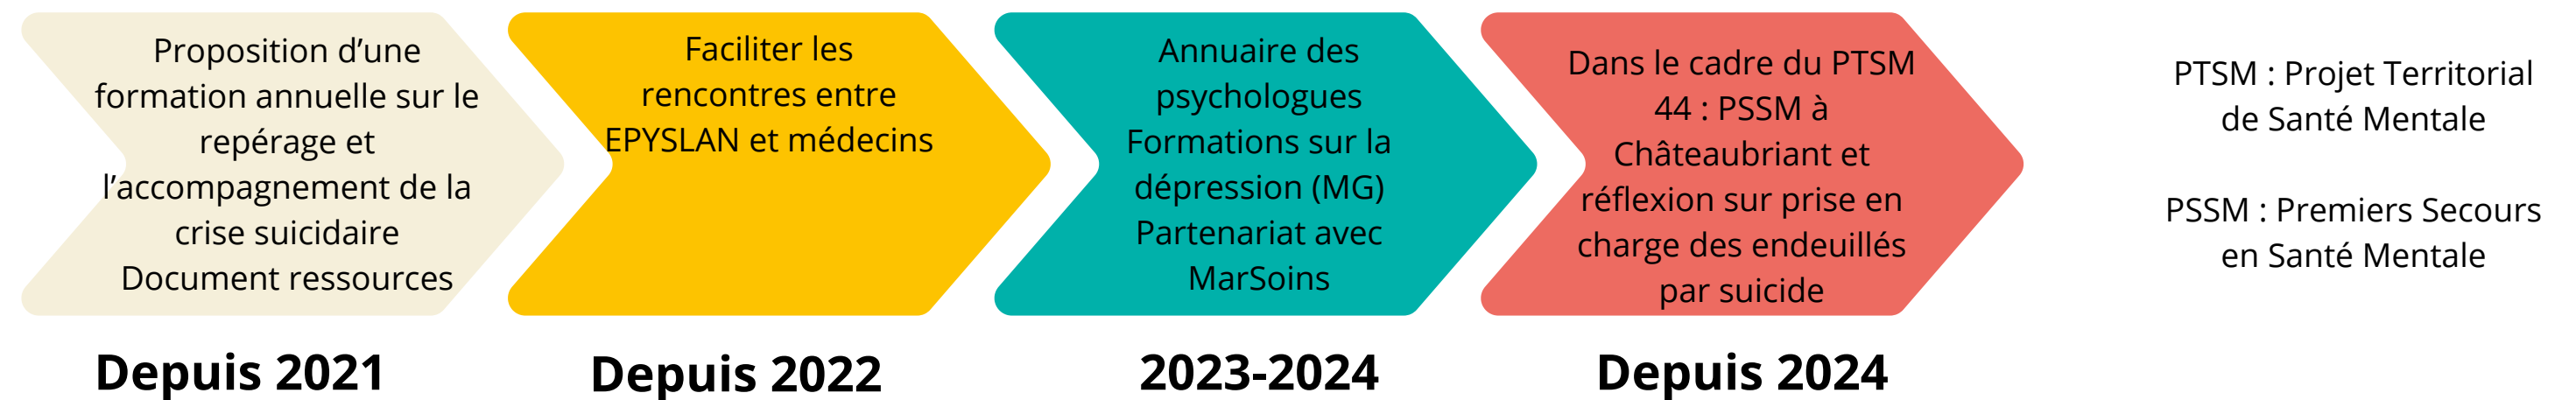 Proposition d’une
formation annuelle sur le
repérage et
l’accompagnement de la
crise suicidaire
Document ressources
Depuis 2021
Faciliter les
rencontres entre
EPYSLAN et médecins
Depuis 2022
Annuaire des
psychologues
Formations sur la
dépression (MG)
Partenariat avec
MarSoins
2023-2024
Dans le cadre du PTSM
44 : PSSM à
Châteaubriant et
réflexion sur prise en
charge des endeuillés
par suicide
Depuis 2024
PTSM : Projet Territorial
de Santé Mentale
PSSM : Premiers Secours
en Santé Mentale